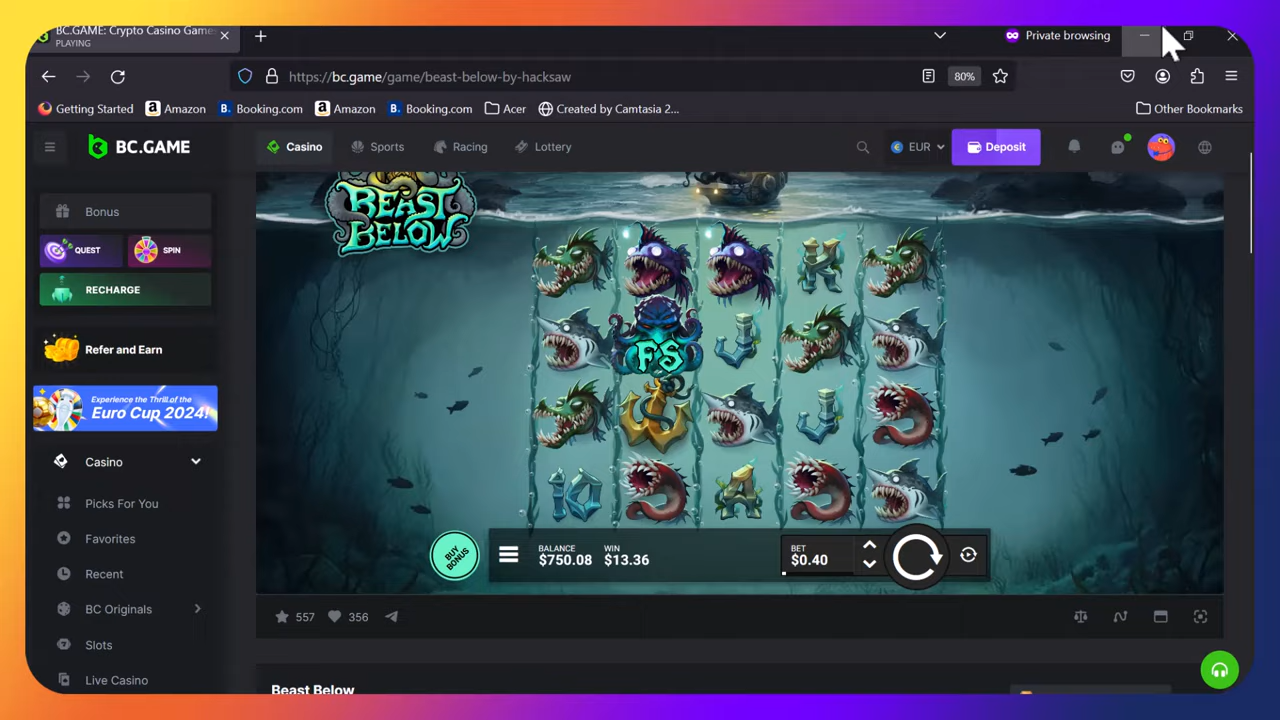 BC.GAME: Crypto Casino Games
PLAYING
Private browsing
https://bc.game/game/beast-below-by-hacksaw
80%
Getting Started
Amazon
B. Booking.com
Amazon
B. Booking.com
Acer
Created by Camtasia 2...
Other Bookmarks
BC.GAME
Casino
Sports
Racing
Lottery
EUR
Deposit
Bonus
QUEST
SPIN
RECHARGE
Refer and Earn
Experience the Thrill of the
Euro Cup 2024!
Casino
Picks For You
Favorites
Recent
BC Originals
Slots
Live Casino
BEAST
BELOW
K
FS
J
J
10
A
BUY
BONUS
BALANCE
$750.08
WIN
$13.36
BET
$0.40
557
356
Beast Below